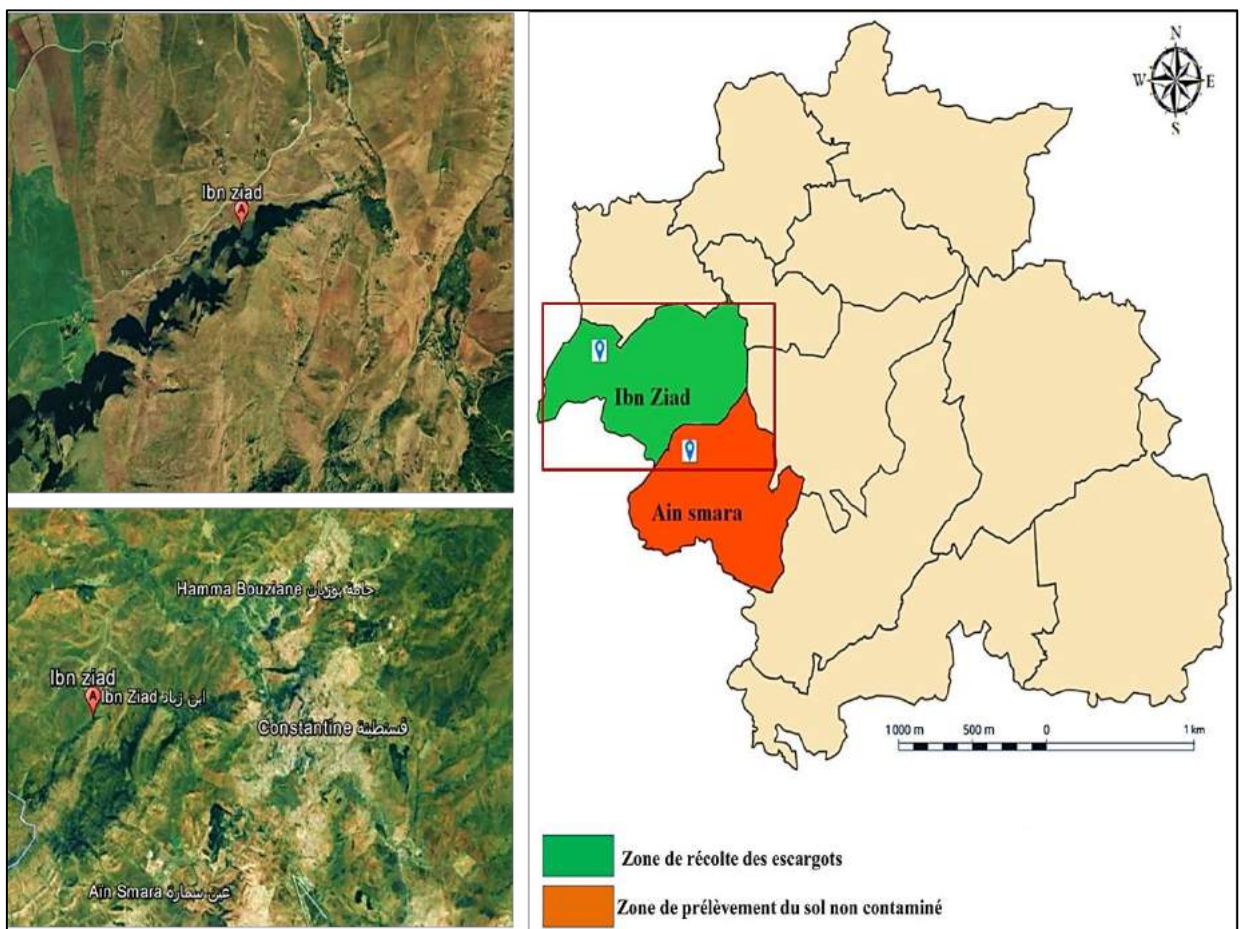 Ibn ziad
A
Hamma Bouziane حامة بوزيان
Ibn ziad
A
Ibn Ziad ابن زياد
Constantine قسنطينة
Ain Smara عين سمارة
N
W E
S
Ibn Ziad
Ain smara
1000 m 500 m 0 1 km
Zone de récolte des escargots
Zone de prélèvement du sol non contaminé